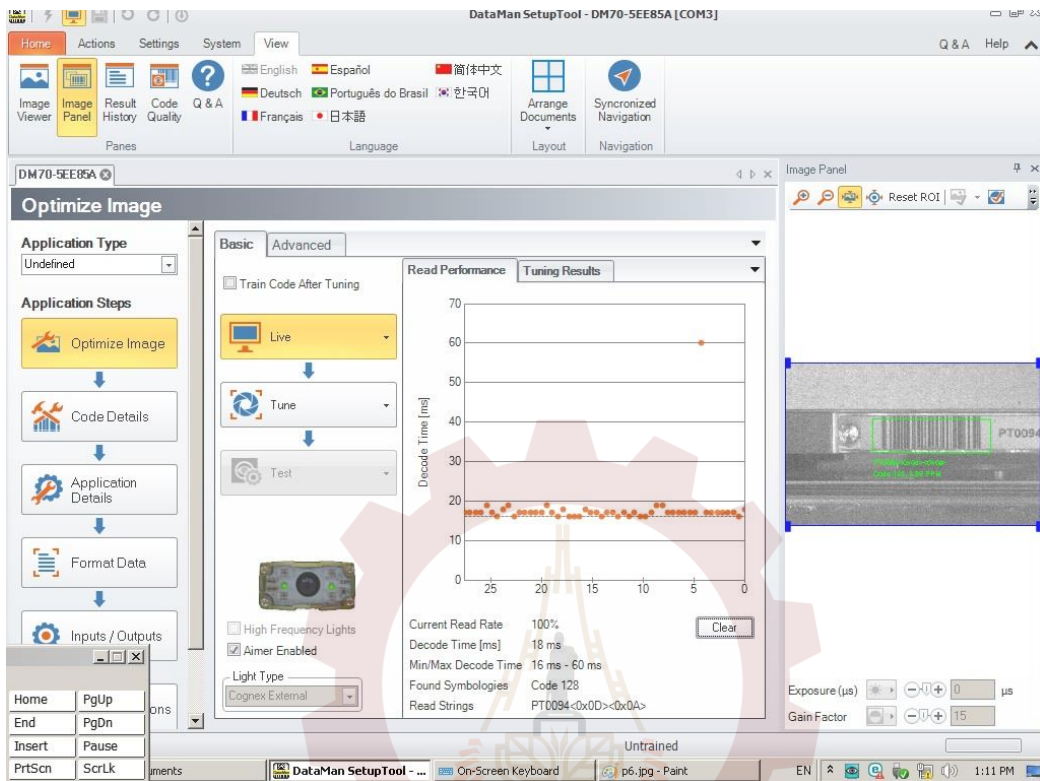 DataMan SetupTool - DM70-5EE85A [COM3]
Home Actions Settings System View Q & A Help
English Español 简体中文
Deutsch Português do Brasil 한국어
Français 日本語
Image Viewer
Image Panel
Result History
Code Quality
Q & A
Arrange Documents
Syncronized Navigation
Panes Language Layout Navigation
DM70-5EE85A
Optimize Image
Application Type
Undefined
Application Steps
Optimize Image
Code Details
Application Details
Format Data
Inputs / Outputs
ons
Basic Advanced
Train Code After Tuning
Live
Tune
Test
High Frequency Lights
Aimer Enabled
Light Type
Cognex External
Read Performance Tuning Results
Decode Time [ms]
70
60
50
40
30
20
10
0
25 20 15 10 5 0
Current Read Rate 100%
Clear
Decode Time [ms] 18 ms
Min/Max Decode Time 16 ms - 60 ms
Found Symbologies Code 128
Read Strings PT0094<0x0D><0x0A>
Image Panel
Reset ROI
PT0094
Exposure (µs) 0 µs
Gain Factor 15
Untrained
Home PgUp
End PgDn
Insert Pause
PrtScn ScrLk
uments
DataMan SetupTool - ...
On-Screen Keyboard
p6.jpg - Paint
EN
1:11 PM